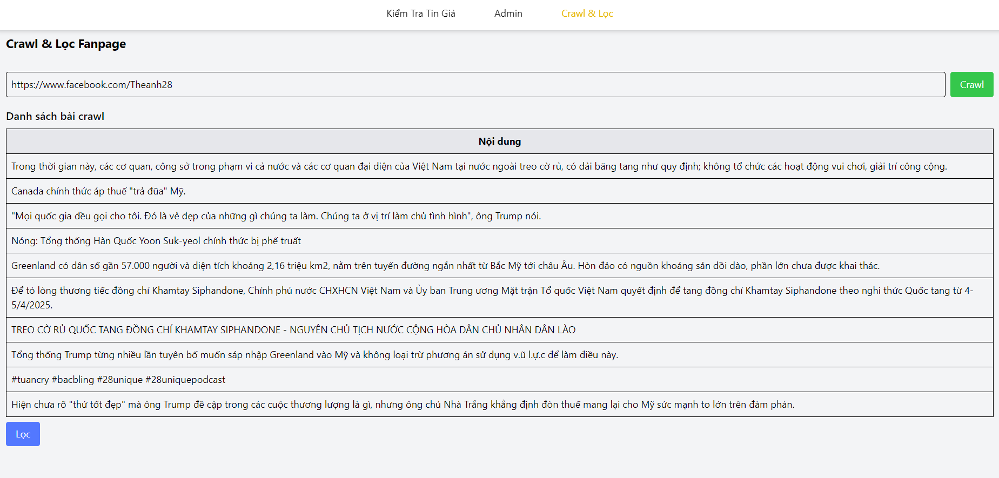 Kiểm Tra Tin Giả Admin Crawl & Lọc
Crawl & Lọc Fanpage
https://www.facebook.com/Theanh28 Crawl
Danh sách bài crawl
Nội dung
Trong thời gian này, các cơ quan, công sở trong phạm vi cả nước và các cơ quan đại diện của Việt Nam tại nước ngoài treo cờ rủ, có dải băng tang như quy định; không tổ chức các hoạt động vui chơi, giải trí công cộng.
Canada chính thức áp thuế "trả đũa" Mỹ.
"Mọi quốc gia đều gọi cho tôi. Đó là vẻ đẹp của những gì chúng ta làm. Chúng ta ở vị trí làm chủ tình hình", ông Trump nói.
Nóng: Tổng thống Hàn Quốc Yoon Suk-yeol chính thức bị phế truất
Greenland có dân số gần 57.000 người và diện tích khoảng 2,16 triệu km2, nằm trên tuyến đường ngắn nhất từ Bắc Mỹ tới châu Âu. Hòn đảo có nguồn khoáng sản dồi dào, phần lớn chưa được khai thác.
Để tỏ lòng thương tiếc đồng chí Khamtay Siphandone, Chính phủ nước CHXHCN Việt Nam và Ủy ban Trung ương Mặt trận Tổ quốc Việt Nam quyết định để tang đồng chí Khamtay Siphandone theo nghi thức Quốc tang từ 4-
5/4/2025.
TREO CỜ RỦ QUỐC TANG ĐỒNG CHÍ KHAMTAY SIPHANDONE - NGUYÊN CHỦ TỊCH NƯỚC CỘNG HÒA DÂN CHỦ NHÂN DÂN LÀO
Tổng thống Trump từng nhiều lần tuyên bố muốn sáp nhập Greenland vào Mỹ và không loại trừ phương án sử dụng v.ũ l.ự.c để làm điều này.
#tuancry #bacbling #28unique #28uniquepodcast
Hiện chưa rõ "thứ tốt đẹp" mà ông Trump đề cập trong các cuộc thương lượng là gì, nhưng ông chủ Nhà Trắng khẳng định đòn thuế mang lại cho Mỹ sức mạnh to lớn trên đàm phán.
Lọc